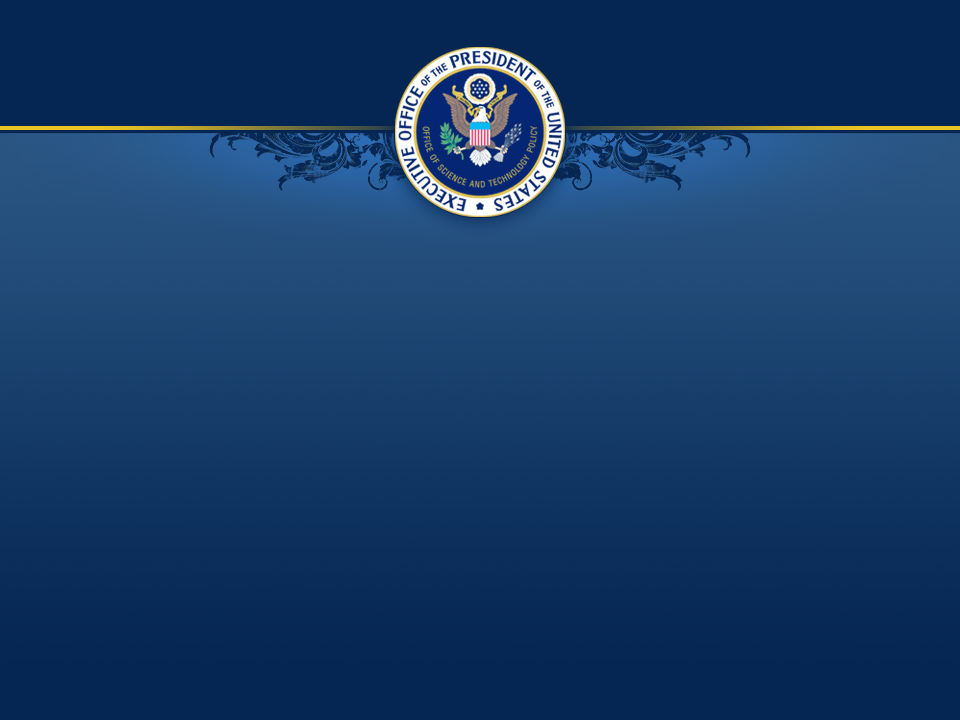 EXECUTIVE OFFICE OF THE PRESIDENT OF THE UNITED STATES
OFFICE OF SCIENCE AND TECHNOLOGY POLICY